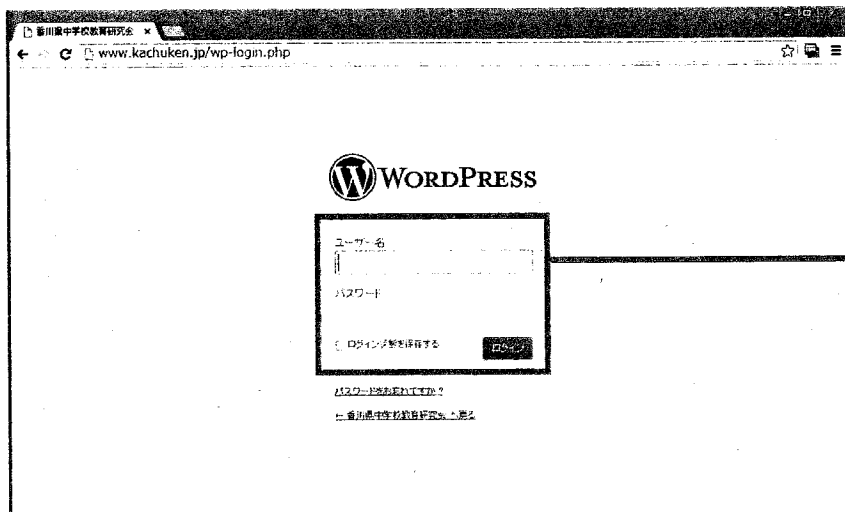 香川県中学校教育研究会 ×
www.kachuken.jp/wp-login.php
WORDPRESS
ユーザー名
パスワード
ログイン状態を保存する
ログイン
パスワードをお忘れですか ?
← 香川県中学校教育研究会 へ戻る